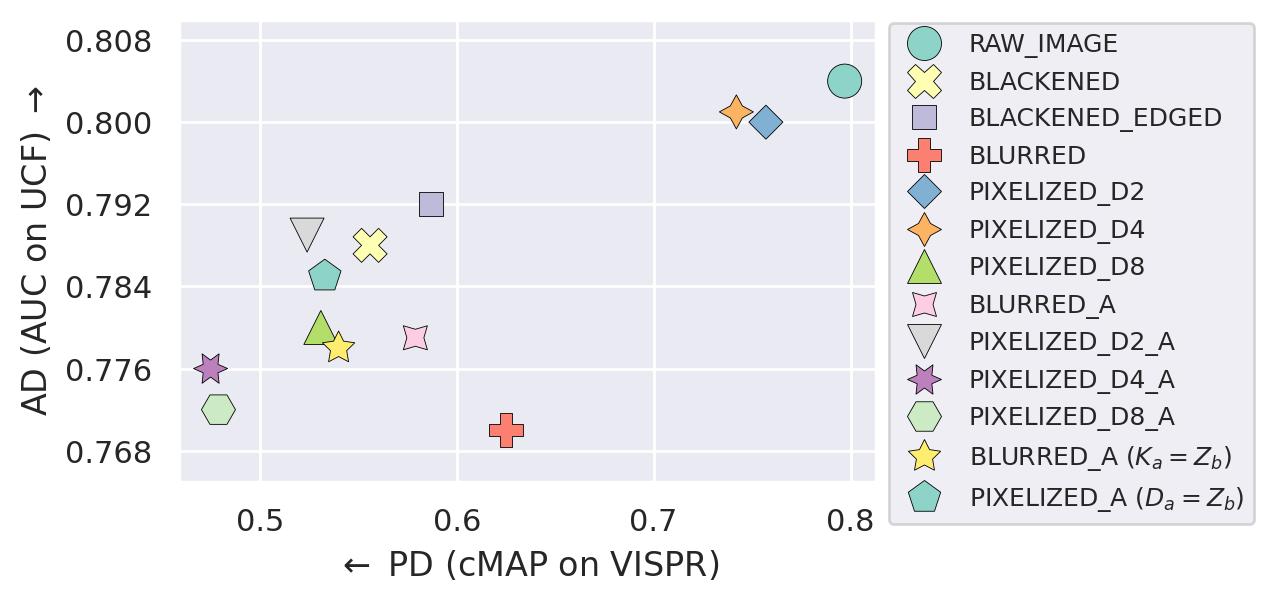 0.808
0.800
0.792
0.784
0.776
0.768
AD (AUC on UCF) →
0.5 0.6 0.7 0.8
← PD (cMAP on VISPR)
RAW_IMAGE
BLACKENED
BLACKENED_EDGED
BLURRED
PIXELIZED_D2
PIXELIZED_D4
PIXELIZED_D8
BLURRED_A
PIXELIZED_D2_A
PIXELIZED_D4_A
PIXELIZED_D8_A
BLURRED_A (Kₐ = Z_b)
PIXELIZED_A (Dₐ = Z_b)